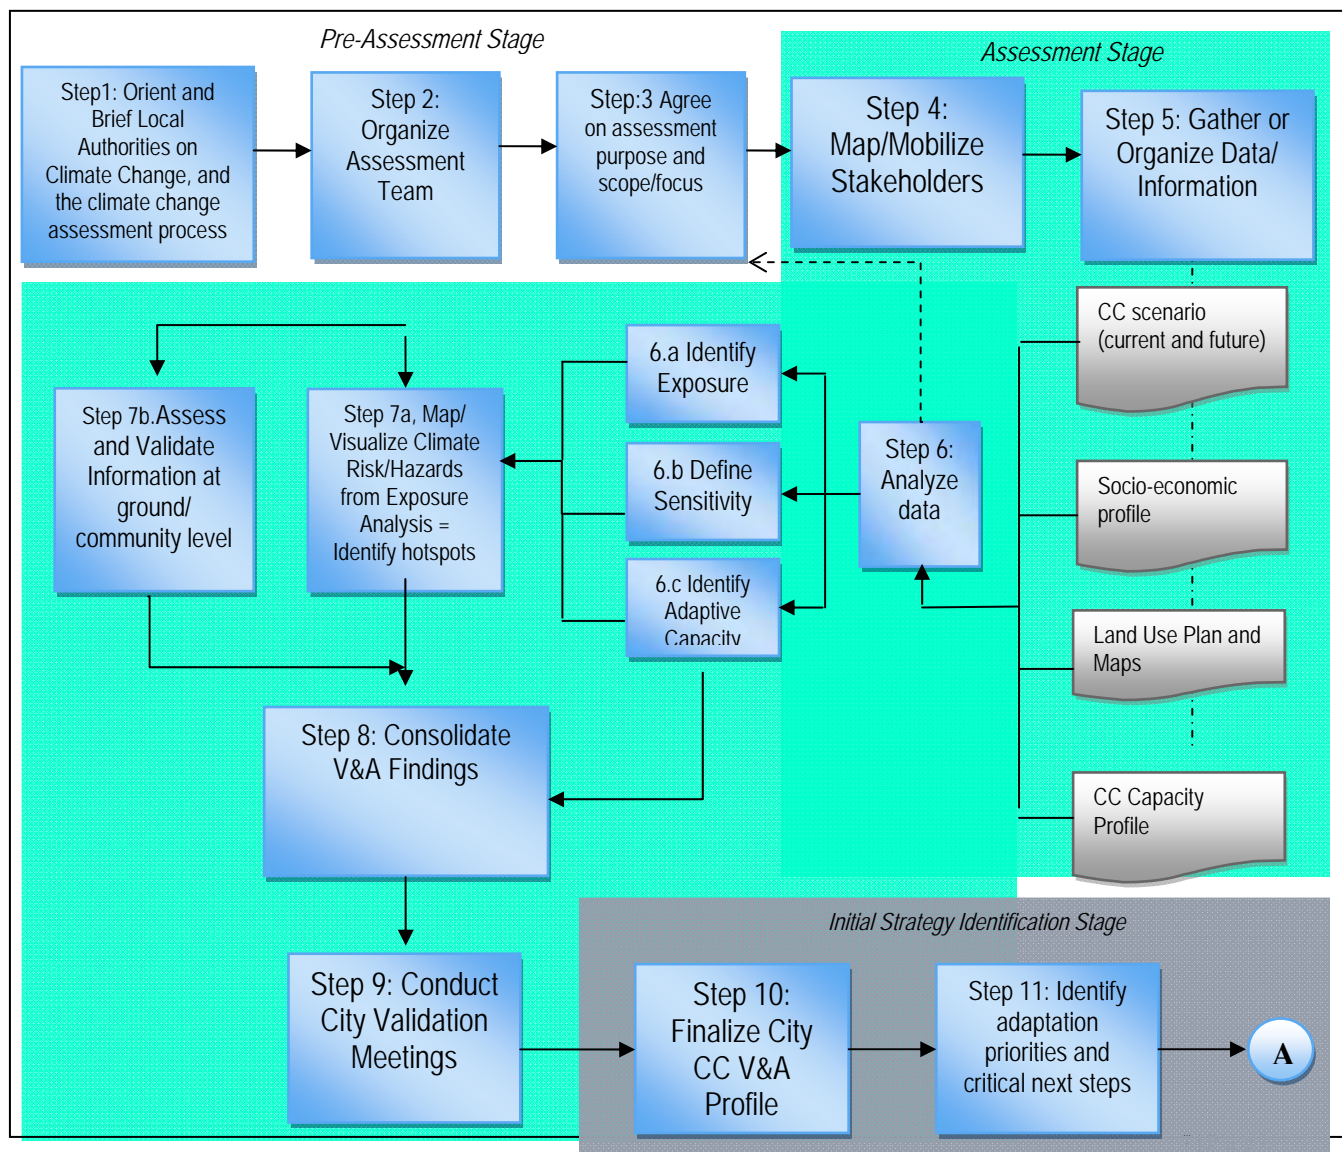 Pre-Assessment Stage
Assessment Stage
Step1: Orient and
Brief Local
Authorities on
Climate Change, and
the climate change
assessment process
Step 2:
Organize
Assessment
Team
Step:3 Agree
on assessment
purpose and
scope/focus
Step 4:
Map/Mobilize
Stakeholders
Step 5: Gather or
Organize Data/
Information
CC scenario
(current and future)
Socio-economic
profile
Land Use Plan and
Maps
CC Capacity
Profile
Step 6:
Analyze
data
6.a Identify
Exposure
6.b Define
Sensitivity
6.c Identify
Adaptive
Capacity
Step 7a, Map/
Visualize Climate
Risk/Hazards
from Exposure
Analysis =
Identify hotspots
Step 7b.Assess
and Validate
Information at
ground/
community level
Step 8: Consolidate
V&A Findings
Initial Strategy Identification Stage
Step 9: Conduct
City Validation
Meetings
Step 10:
Finalize City
CC V&A
Profile
Step 11: Identify
adaptation
priorities and
critical next steps
A
...